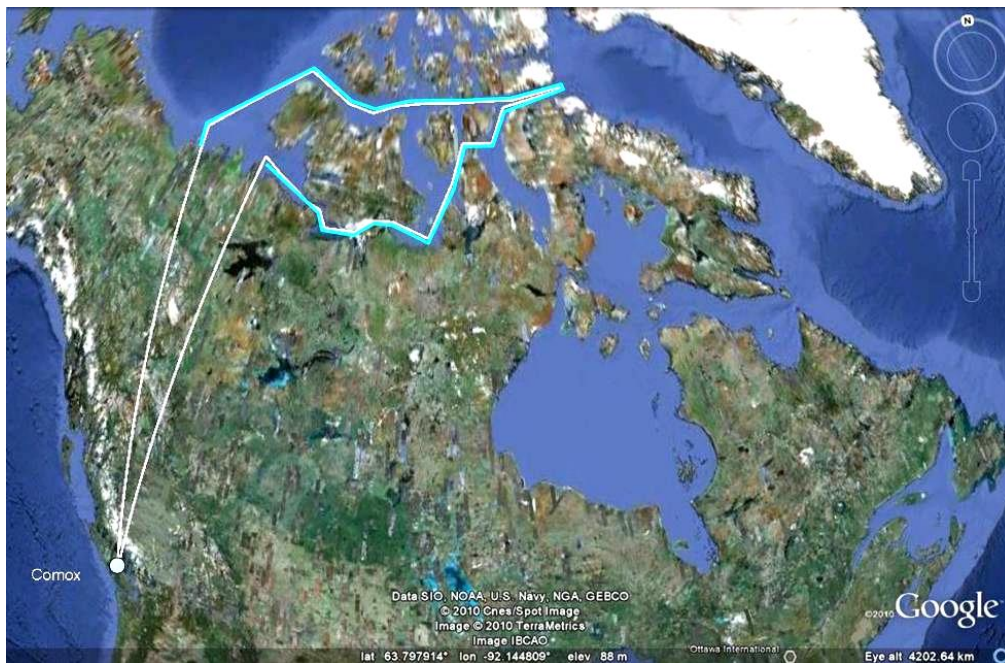 N
Comox
Data SIO, NOAA, U.S. Navy, NGA, GEBCO
© 2010 Cnes/Spot Image
Image © 2010 TerraMetrics
Image IBCAO
©2010 Google
Ottawa International
lat 63.797914° lon -92.144809° elev 88 m
Eye alt 4202.64 km